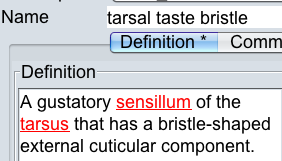 Name tarsal taste bristle
Definition * Comm
Definition
A gustatory sensillum of the
tarsus that has a bristle-shaped
external cuticular component.